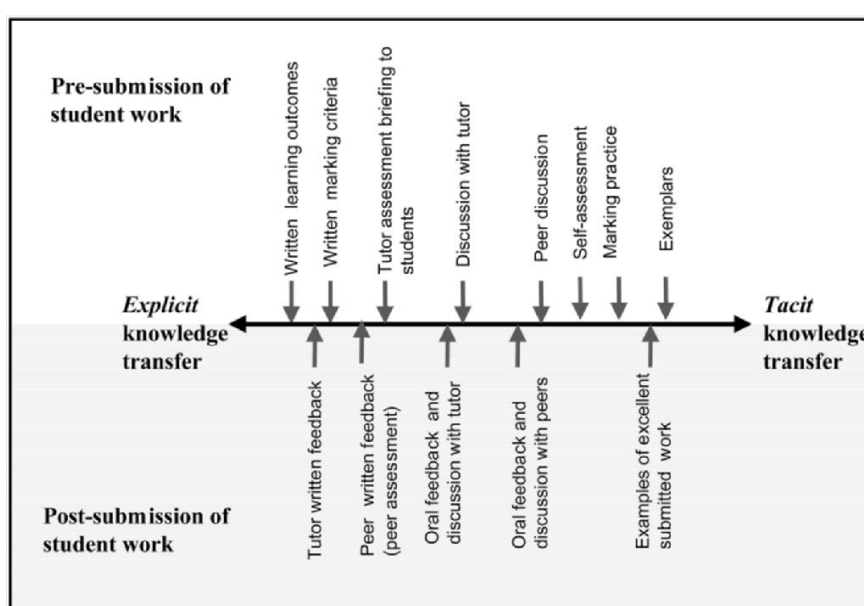 Pre-submission of
student work
Written learning outcomes
Written marking criteria
Tutor assessment briefing to
students
Discussion with tutor
Peer discussion
Self-assessment
Marking practice
Exemplars
Explicit
knowledge
transfer
Tacit
knowledge
transfer
Tutor written feedback
Peer written feedback
(peer assessment)
Oral feedback and
discussion with tutor
Oral feedback and
discussion with peers
Examples of excellent
submitted work
Post-submission of
student work